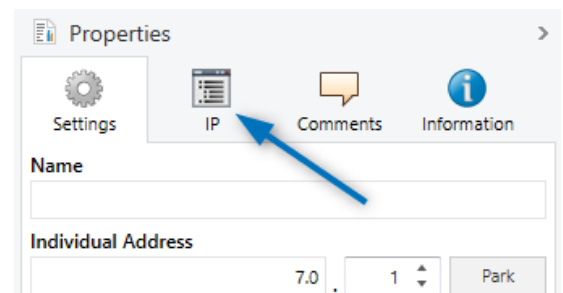 Properties
Settings IP Comments Information
Name
Individual Address
7.0 . 1 Park